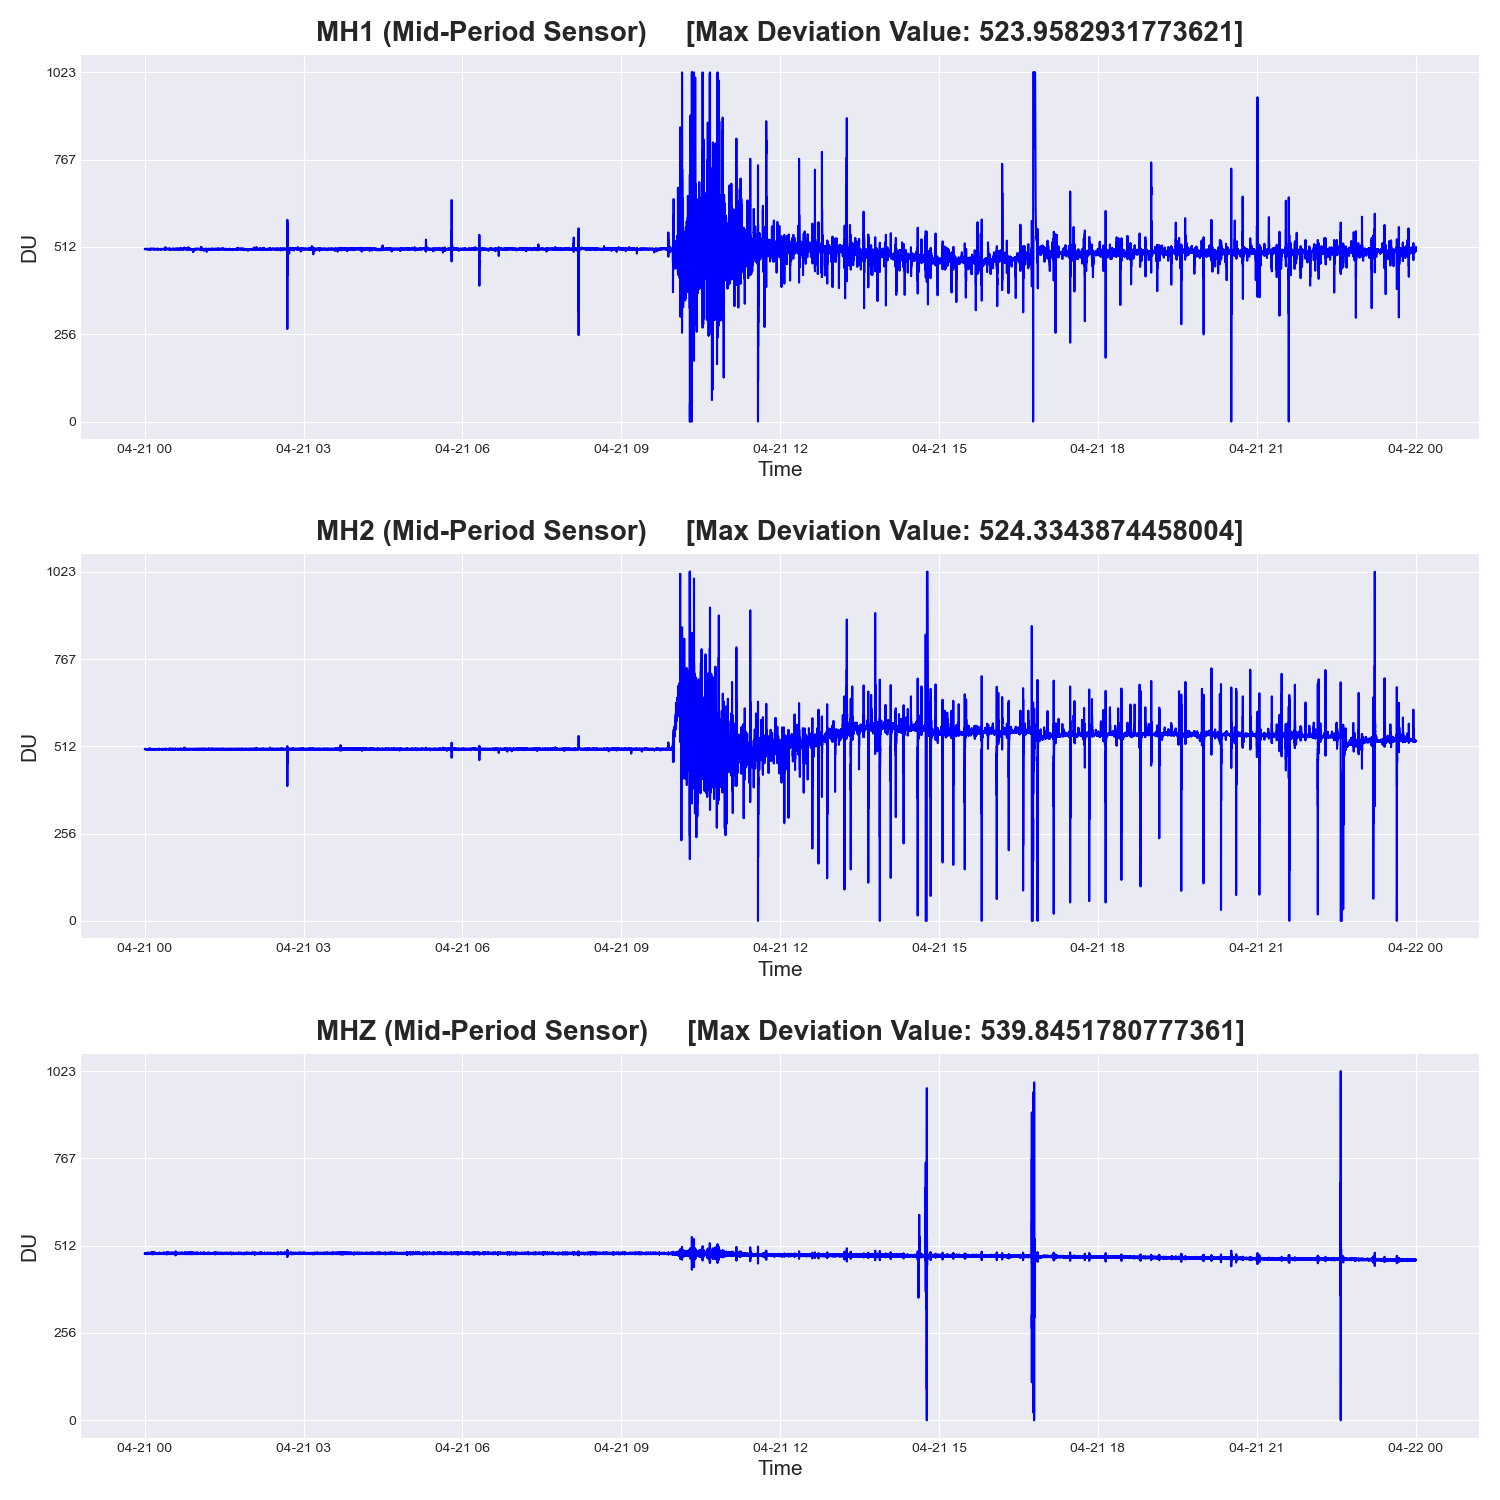 MH1 (Mid-Period Sensor) [Max Deviation Value: 523.9582931773621]
1023
767
512
256
0
DU
04-21 00 04-21 03 04-21 06 04-21 09 04-21 12 04-21 15 04-21 18 04-21 21 04-22 00
Time
MH2 (Mid-Period Sensor) [Max Deviation Value: 524.3343874458004]
1023
767
512
256
0
DU
04-21 00 04-21 03 04-21 06 04-21 09 04-21 12 04-21 15 04-21 18 04-21 21 04-22 00
Time
MHZ (Mid-Period Sensor) [Max Deviation Value: 539.8451780777361]
1023
767
512
256
0
DU
04-21 00 04-21 03 04-21 06 04-21 09 04-21 12 04-21 15 04-21 18 04-21 21 04-22 00
Time